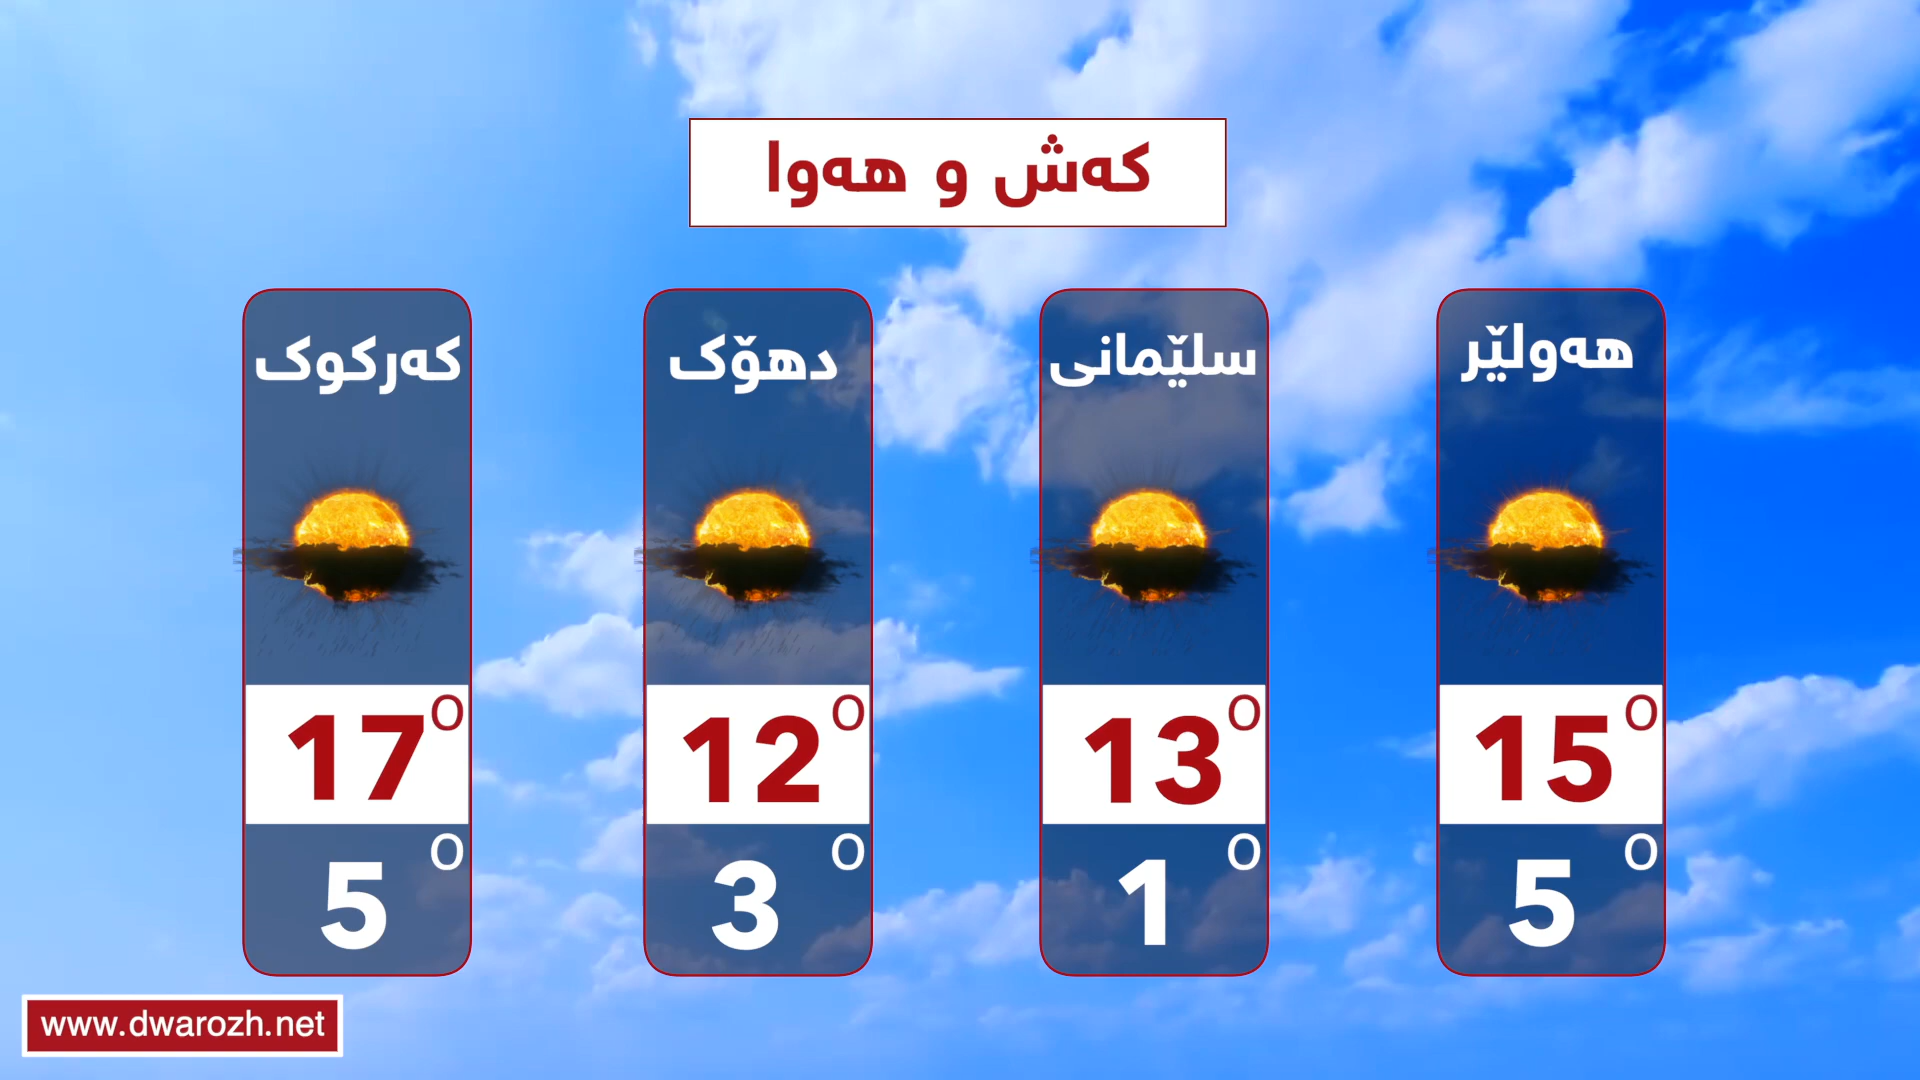 کەش و هەوا
هەولێر
15°
5°
سلێمانی
13°
1°
دهۆک
12°
3°
کەرکوک
17°
5°
www.dwarozh.net